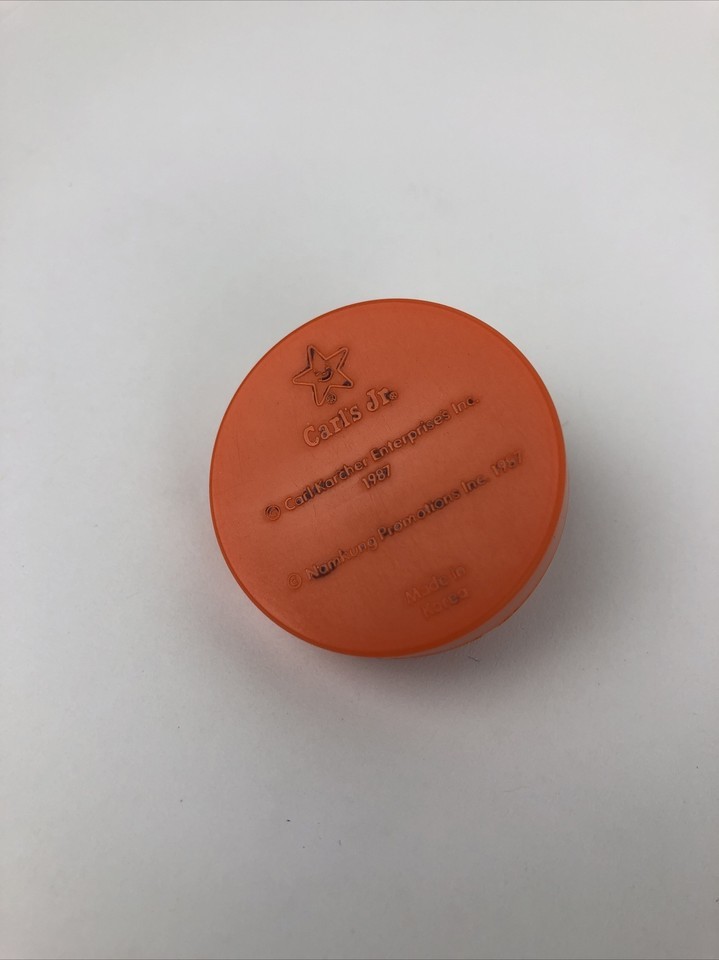 ®
Carl's Jr.®
© Carl Karcher Enterprises Inc.
1987
© Namkung Promotions Inc. 1987
Made in
Korea